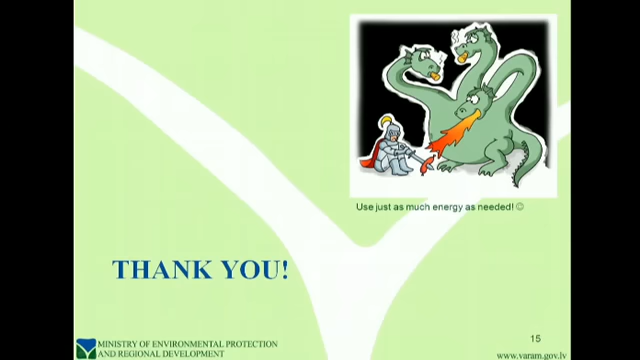 Use just as much energy as needed! ☺
THANK YOU!
15
MINISTRY OF ENVIRONMENTAL PROTECTION
AND REGIONAL DEVELOPMENT
www.varam.gov.lv